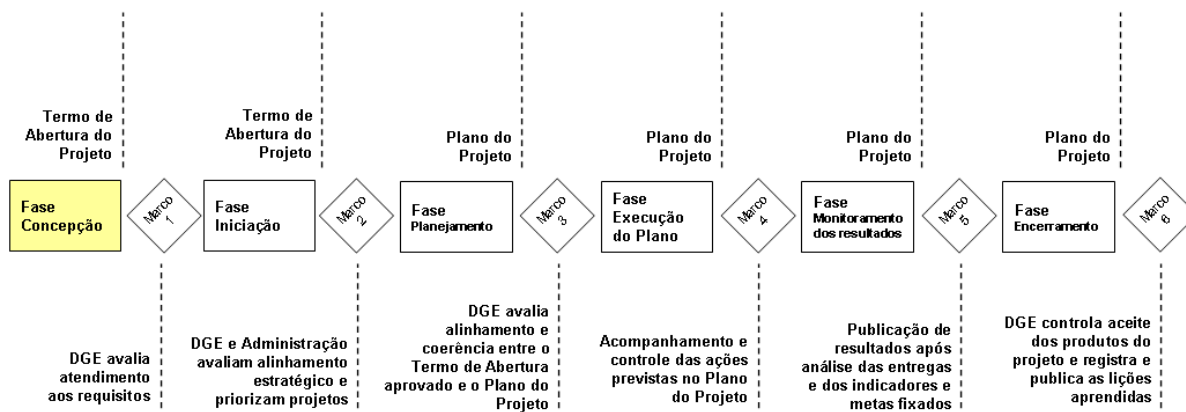 Termo de
Abertura do
Projeto
Termo de
Abertura do
Projeto
Plano do
Projeto
Plano do
Projeto
Plano do
Projeto
Plano do
Projeto
Fase
Concepção
Marco
1
Fase
Iniciação
Marco
2
Fase
Planejamento
Marco
3
Fase
Execução
do Plano
Marco
4
Fase
Monitoramento
dos resultados
Marco
5
Fase
Encerramento
Marco
6
DGE avalia
atendimento
aos requisitos
DGE e Administração
avaliam alinhamento
estratégico e
priorizam projetos
DGE avalia
alinhamento e
coerência entre o
Termo de Abertura
aprovado e o Plano do
Projeto
Acompanhamento e
controle das ações
previstas no Plano
do Projeto
Publicação de
resultados após
análise das entregas
e dos indicadores e
metas fixados
DGE controla aceite
dos produtos do
projeto e registra e
publica as lições
aprendidas